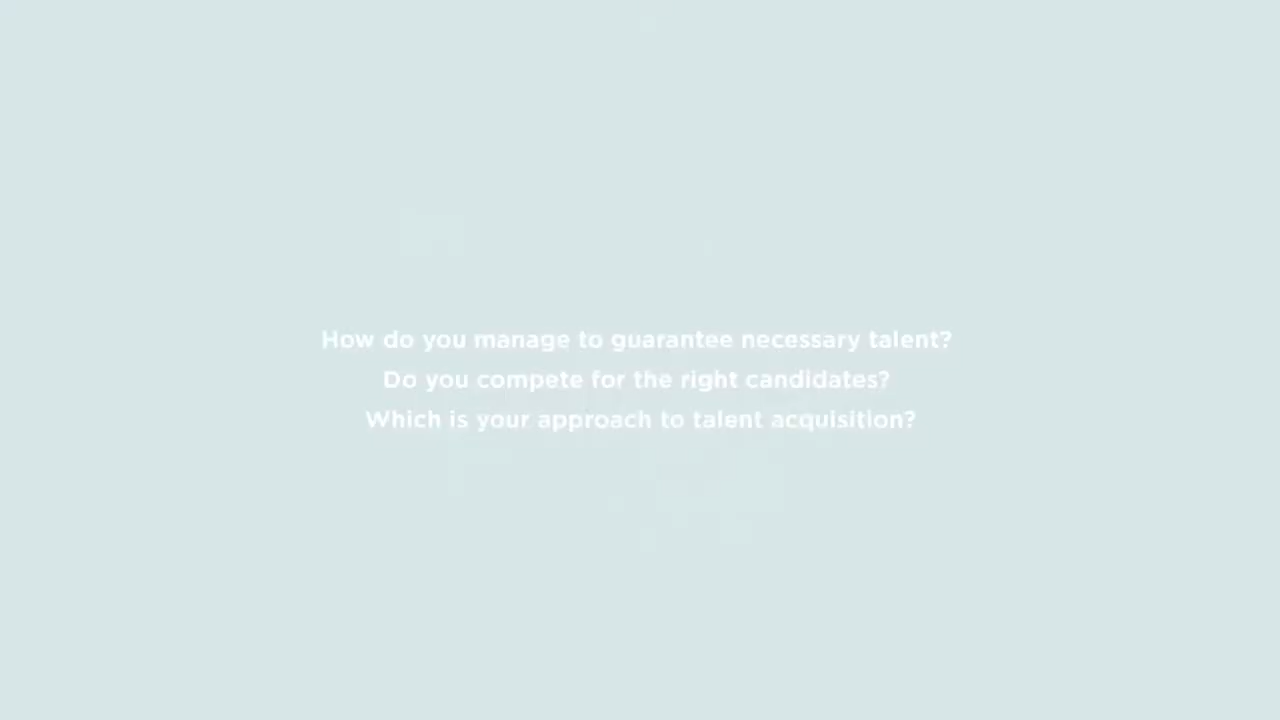 How do you manage to guarantee necessary talent?
Do you compete for the right candidates?
Which is your approach to talent acquisition?